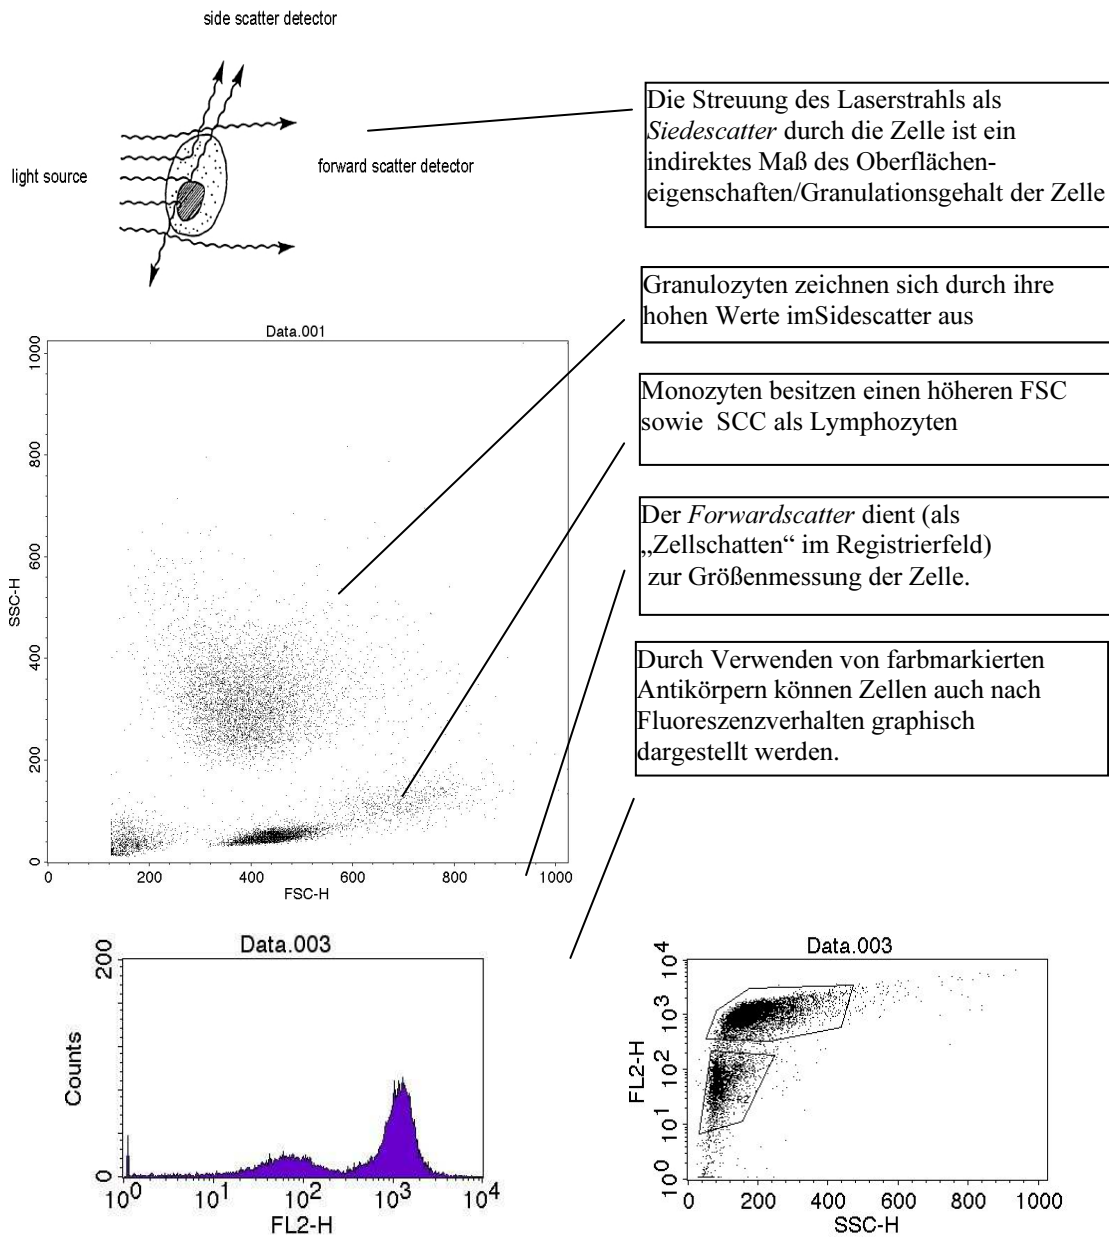 side scatter detector
light source
forward scatter detector
Die Streuung des Laserstrahls als
Siedescatter durch die Zelle ist ein
indirektes Maß des Oberflächen-
eigenschaften/Granulationsgehalt der Zelle
Granulozyten zeichnen sich durch ihre
hohen Werte imSidescatter aus
Monozyten besitzen einen höheren FSC
sowie SCC als Lymphozyten
Der Forwardscatter dient (als
„Zellschatten“ im Registrierfeld)
zur Größenmessung der Zelle.
Durch Verwenden von farbmarkierten
Antikörpern können Zellen auch nach
Fluoreszenzverhalten graphisch
dargestellt werden.
Data.001
SSC-H
1000
800
600
400
200
0
0 200 400 600 800 1000
FSC-H
Data.003
Counts
200
0
10^0 10^1 10^2 10^3 10^4
FL2-H
Data.003
FL2-H
10^4
10^3
10^2
10^1
10^0
R2
0 200 400 600 800 1000
SSC-H